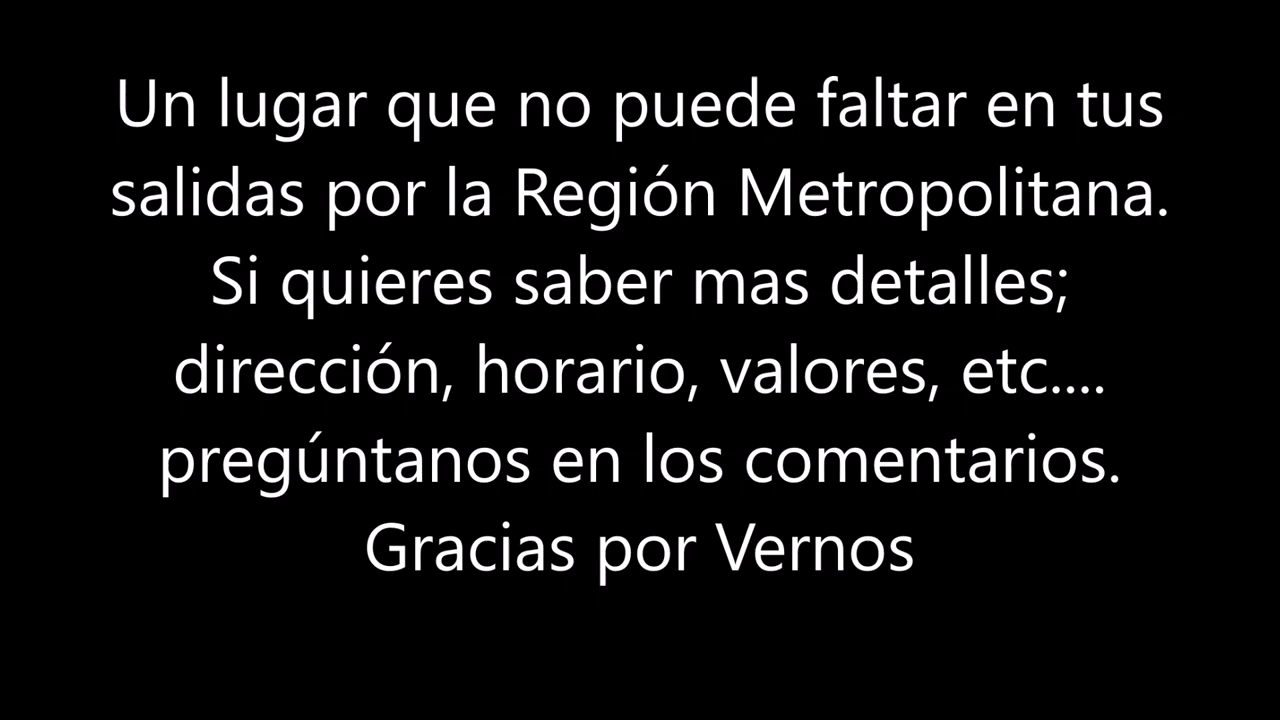 Un lugar que no puede faltar en tus
salidas por la Región Metropolitana.
Si quieres saber mas detalles;
dirección, horario, valores, etc....
pregúntanos en los comentarios.
Gracias por Vernos